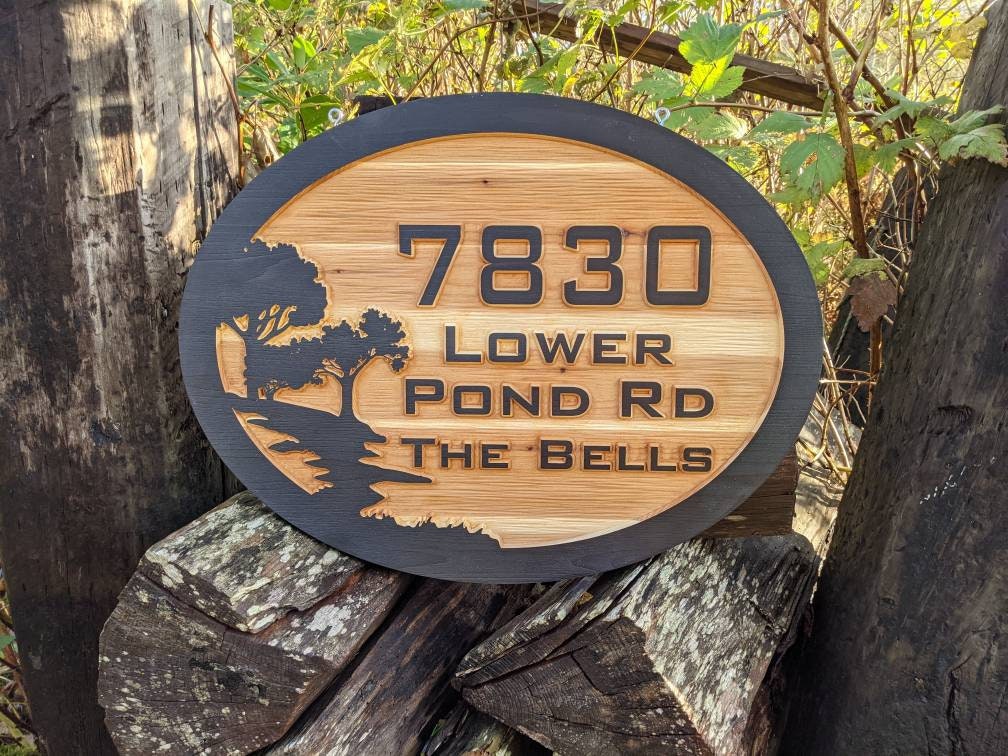 7830
Lower
Pond Rd
The Bells